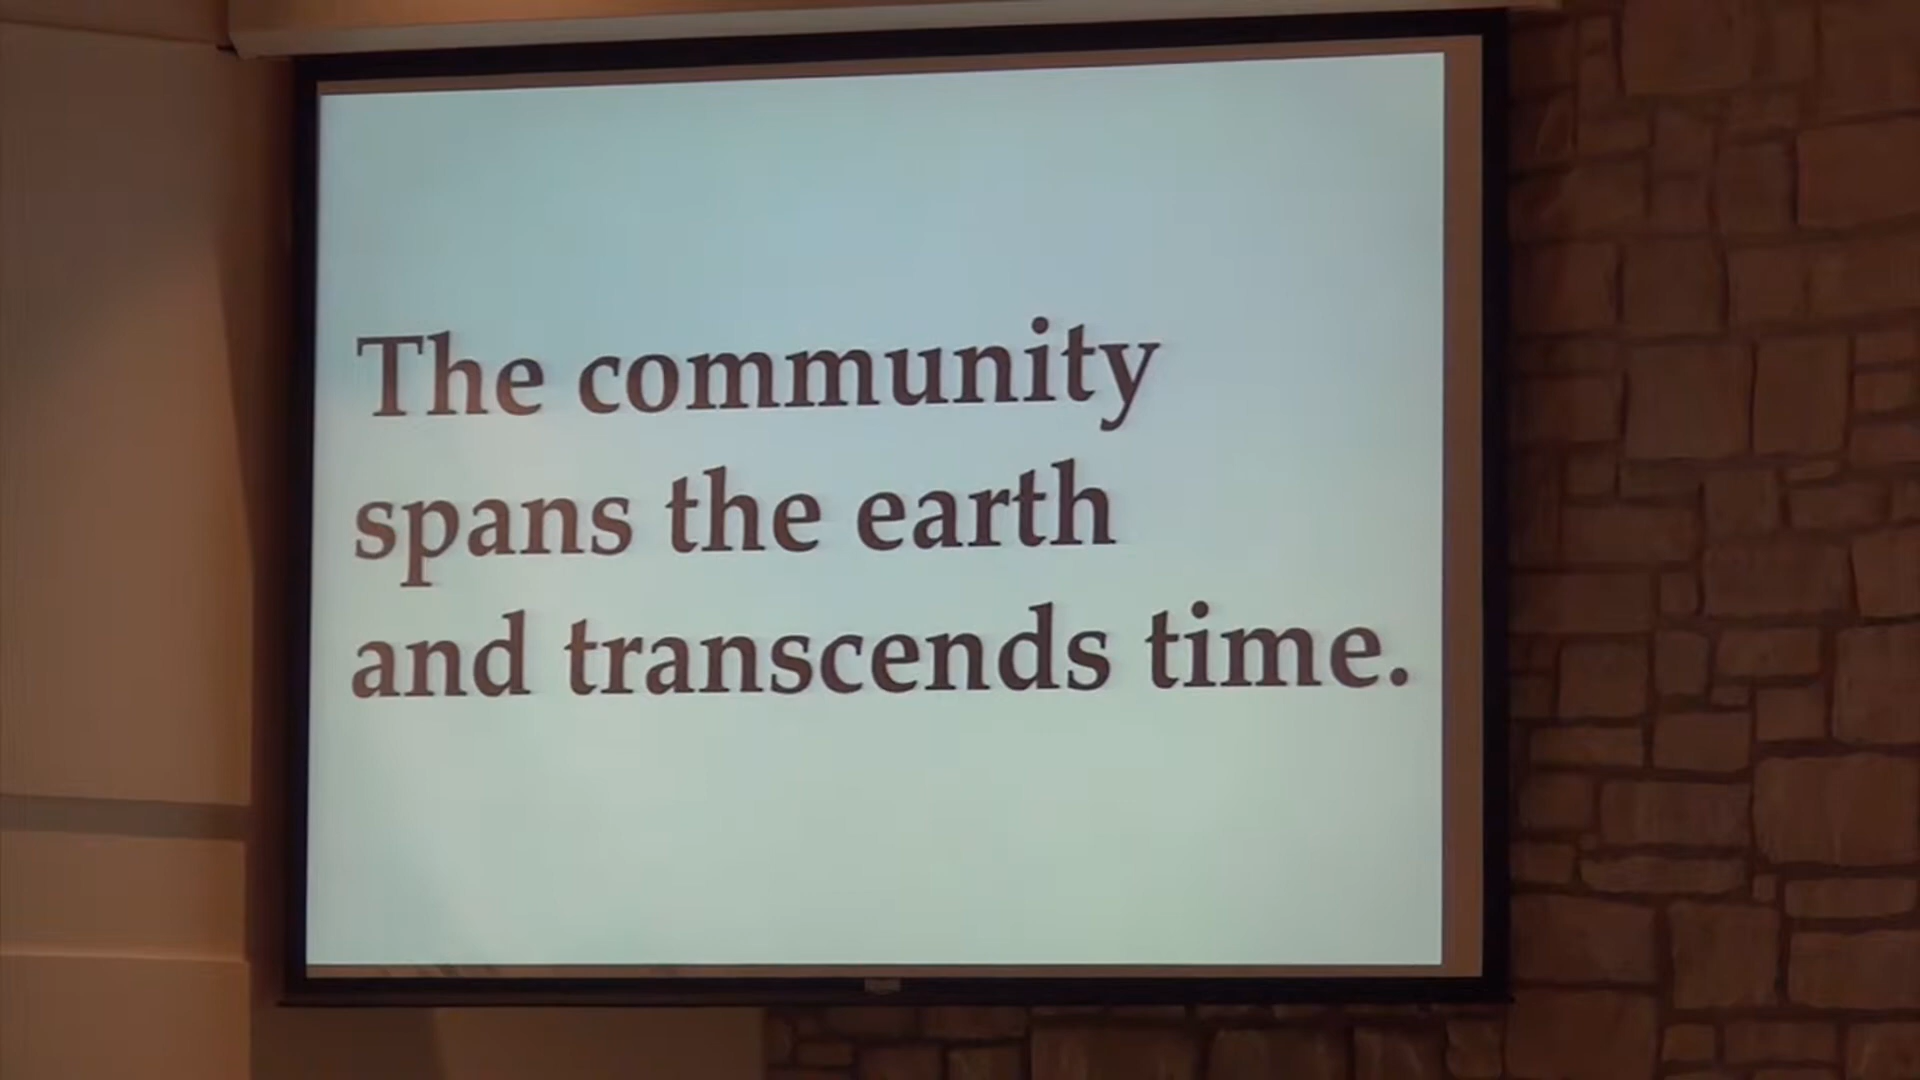 The community
spans the earth
and transcends time.